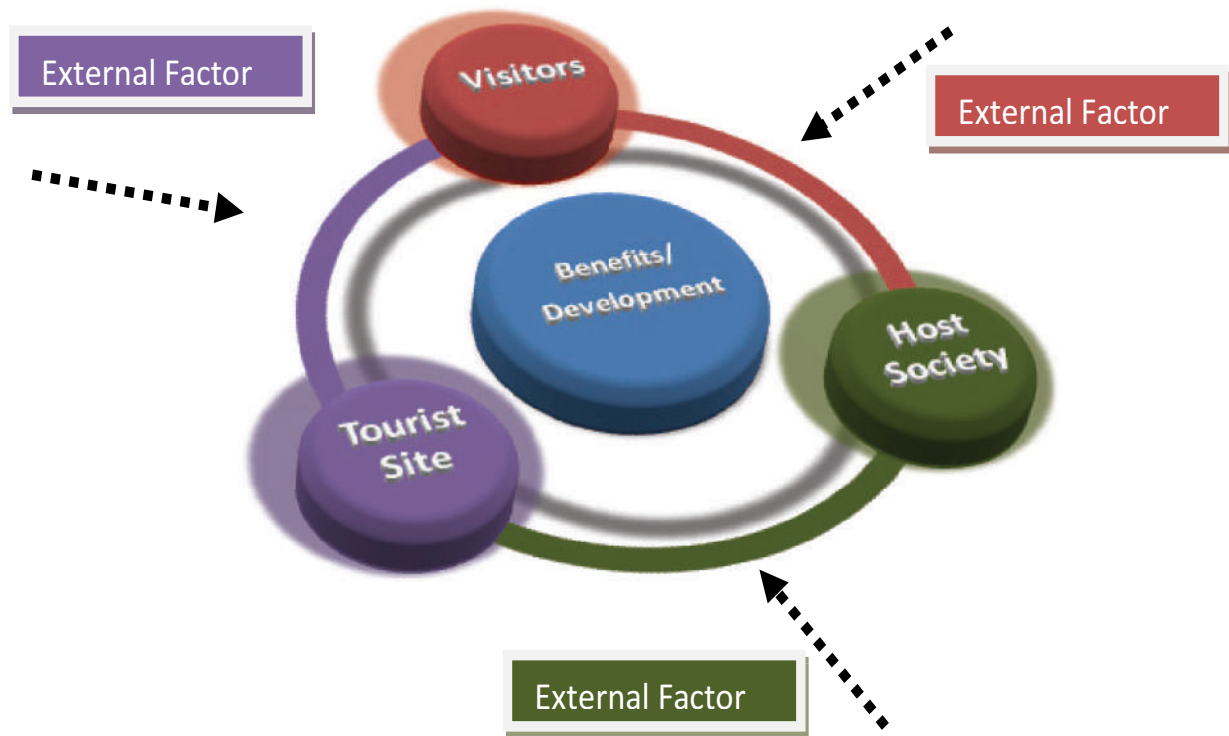 External Factor
Visitors
External Factor
Benefits/
Development
Host
Society
Tourist
Site
External Factor